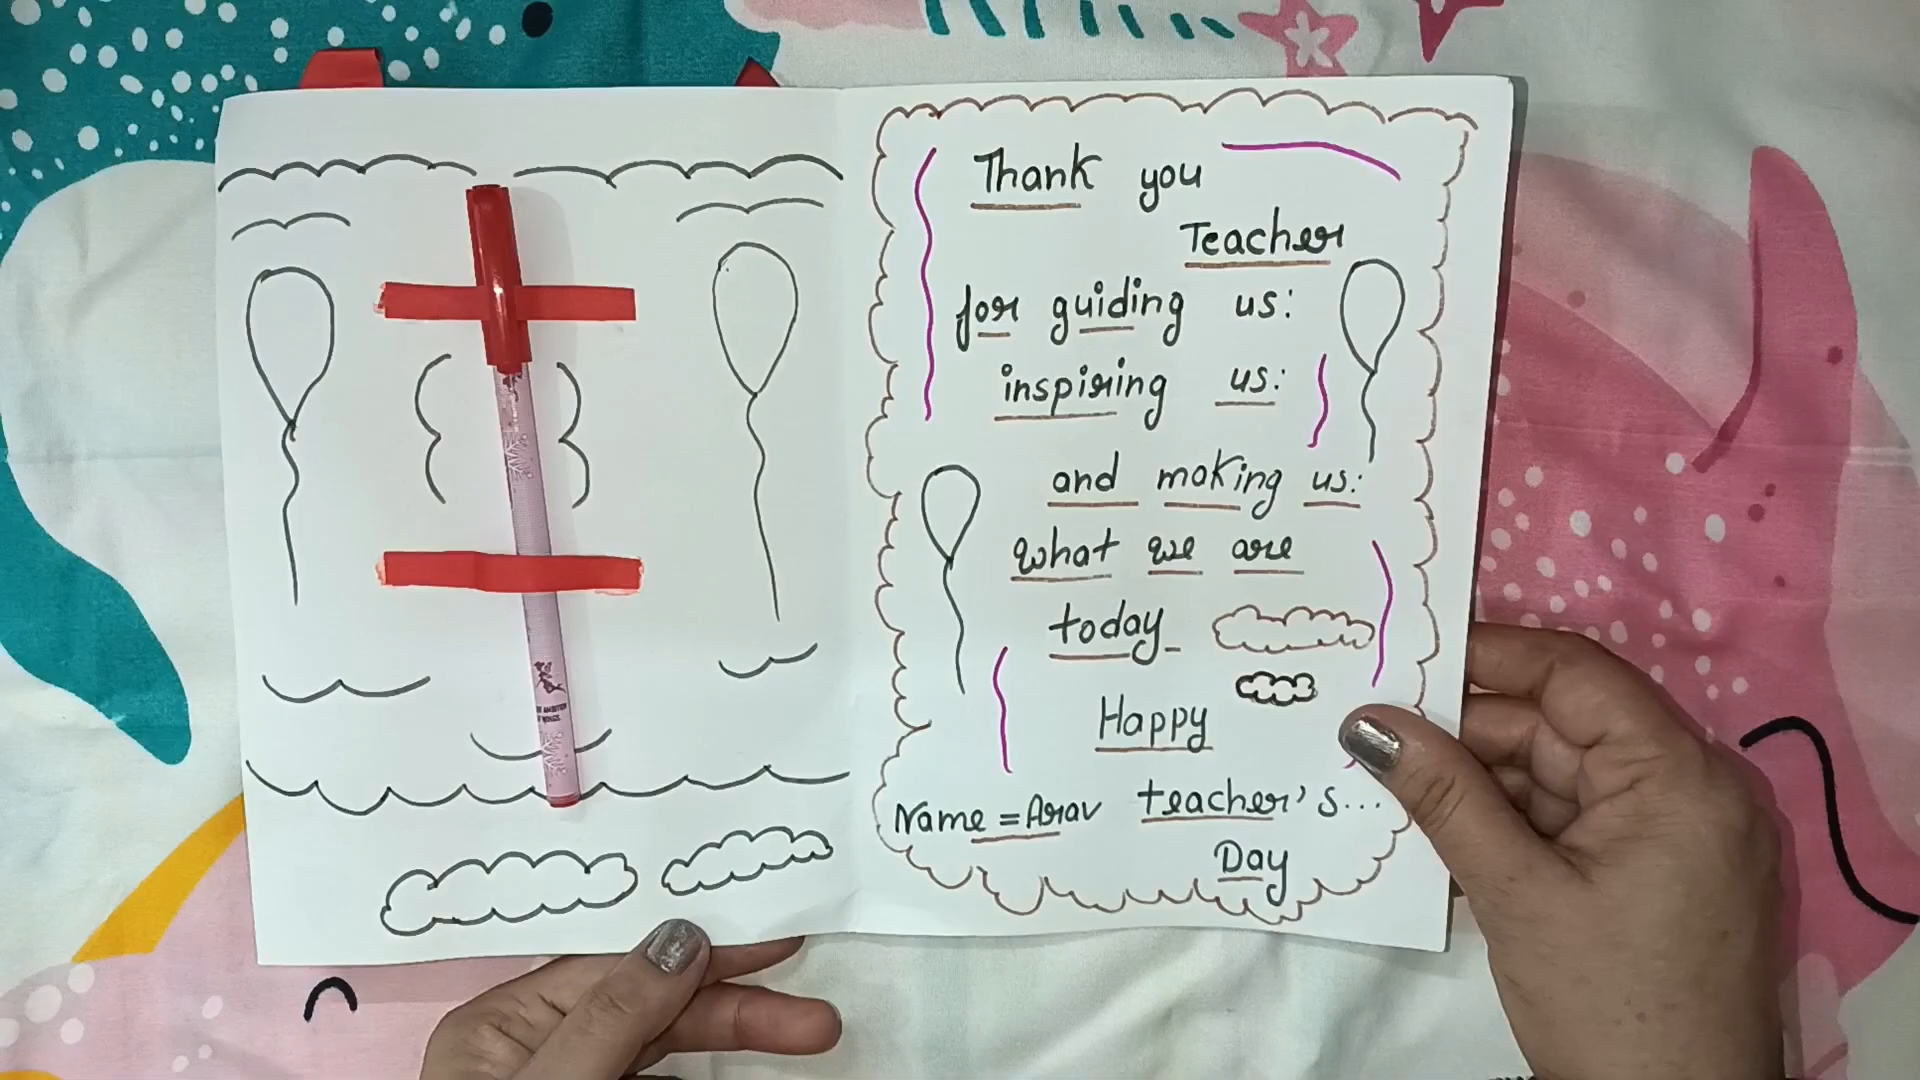 Thank you
Teacher
for guiding us:
inspiring us:
and making us:
what we are
today
Happy
teacher's...
Day
Name = Arav